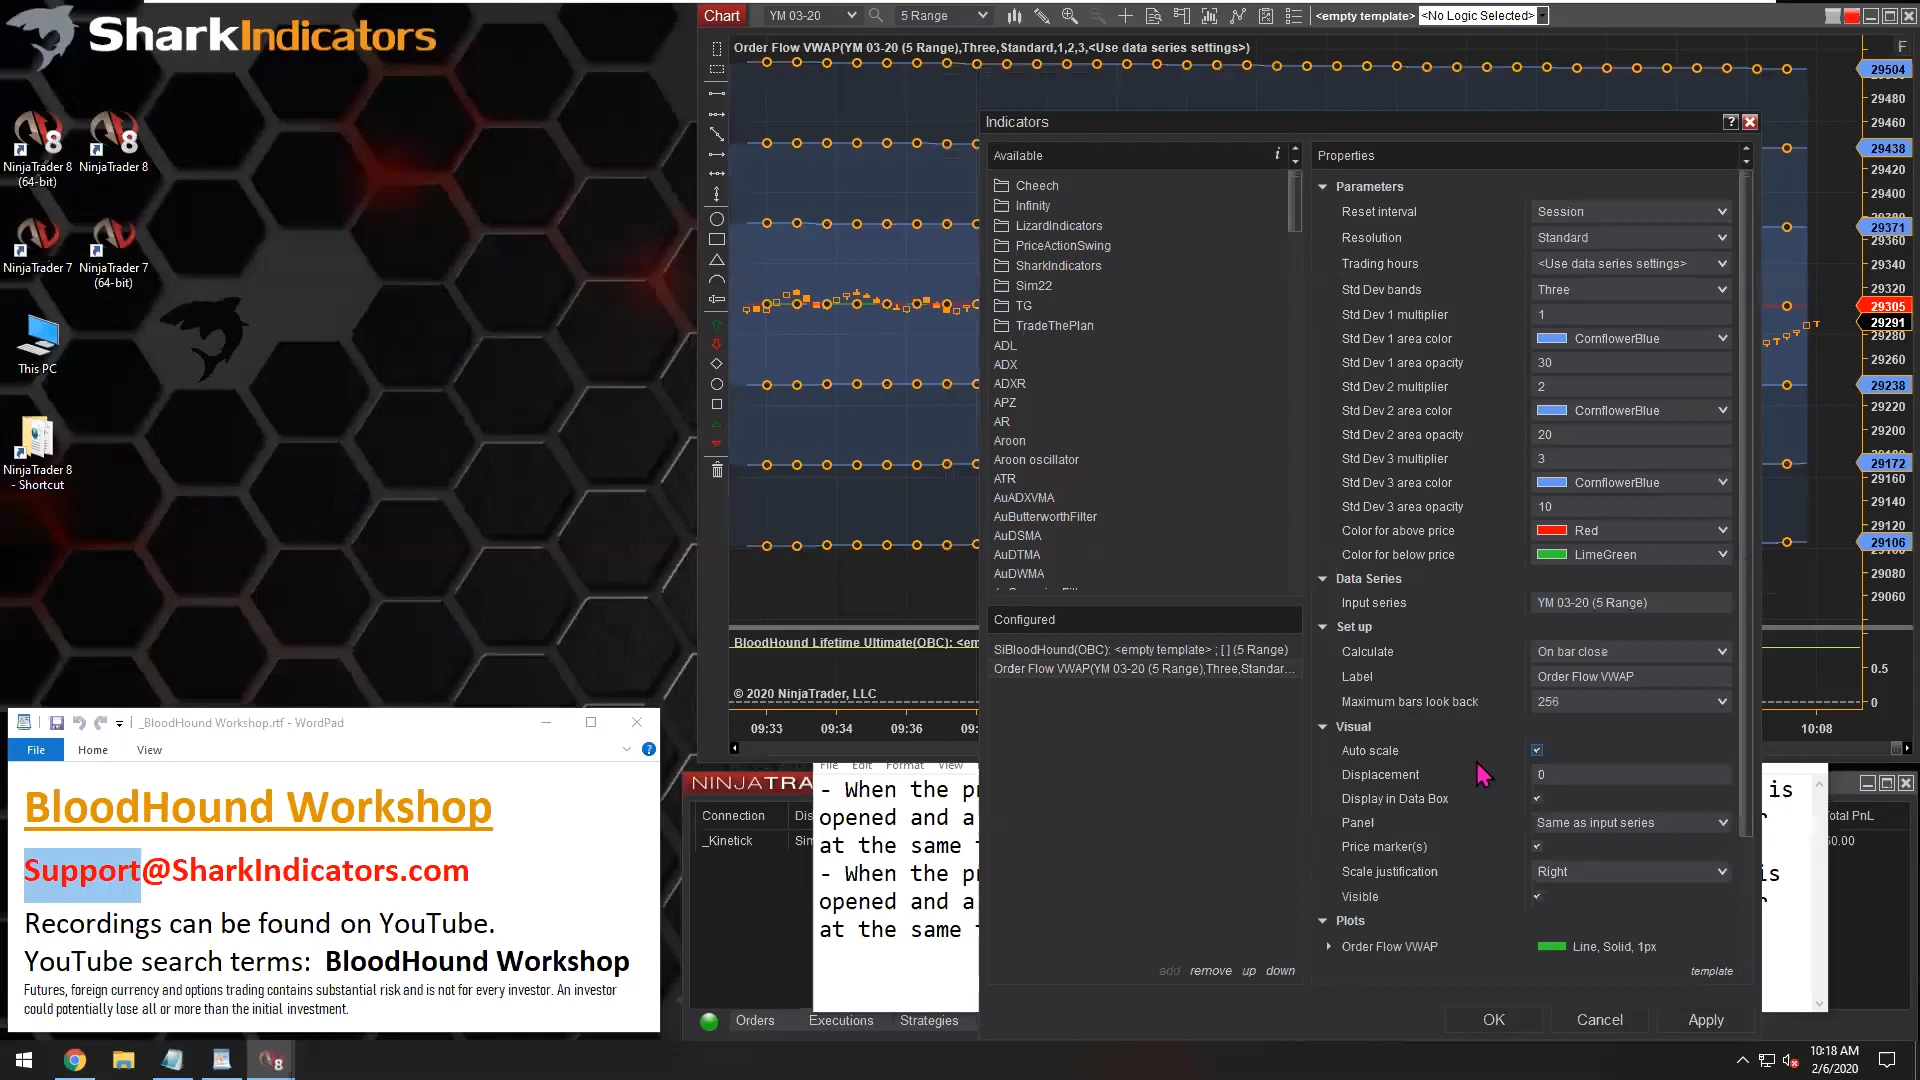 SharkIndicators
NinjaTrader 8
(64-bit)
NinjaTrader 8
NinjaTrader 7
NinjaTrader 7
(64-bit)
This PC
NinjaTrader 8
- Shortcut
_BloodHound Workshop.rtf - WordPad
File
Home
View
BloodHound Workshop
Support@SharkIndicators.com
Recordings can be found on YouTube.
YouTube search terms: BloodHound Workshop
Futures, foreign currency and options trading contains substantial risk and is not for every investor. An investor
could potentially lose all or more than the initial investment.
Chart
YM 03-20
5 Range
<empty template>
<No Logic Selected>
Order Flow VWAP(YM 03-20 (5 Range),Three,Standard,1,2,3,<Use data series settings>)
F
29504
29480
29460
29438
29420
29400
29371
29360
29340
29320
29305
29291
29280
29260
29238
29220
29200
29172
29160
29140
29120
29106
29080
29060
BloodHound Lifetime Ultimate(OBC): <em
© 2020 NinjaTrader, LLC
0.5
0
09:33
09:34
09:36
09:
10:08
Indicators
Available
Cheech
Infinity
LizardIndicators
PriceActionSwing
SharkIndicators
Sim22
TG
TradeThePlan
ADL
ADX
ADXR
APZ
AR
Aroon
Aroon oscillator
ATR
AuADXVMA
AuButterworthFilter
AuDSMA
AuDTMA
AuDWMA
Configured
SiBloodHound(OBC): <empty template> ; [ ] (5 Range)
Order Flow VWAP(YM 03-20 (5 Range),Three,Standar...
add remove up down
Properties
Parameters
Reset interval Session
Resolution Standard
Trading hours <Use data series settings>
Std Dev bands Three
Std Dev 1 multiplier 1
Std Dev 1 area color CornflowerBlue
Std Dev 1 area opacity 30
Std Dev 2 multiplier 2
Std Dev 2 area color CornflowerBlue
Std Dev 2 area opacity 20
Std Dev 3 multiplier 3
Std Dev 3 area color CornflowerBlue
Std Dev 3 area opacity 10
Color for above price Red
Color for below price LimeGreen
Data Series
Input series YM 03-20 (5 Range)
Set up
Calculate On bar close
Label Order Flow VWAP
Maximum bars look back 256
Visual
Auto scale
Displacement 0
Display in Data Box
Panel Same as input series
Price marker(s)
Scale justification Right
Visible
Plots
Order Flow VWAP Line, Solid, 1px
template
OK
Cancel
Apply
NINJATRA
Connection
Dis
_Kinetick
Sim
Orders
Executions
Strategies
File Edit Format View
- When the pr
opened and a
at the same
- When the pr
opened and a
at the same
is
is
otal PnL
$0.00
10:18 AM
2/6/2020